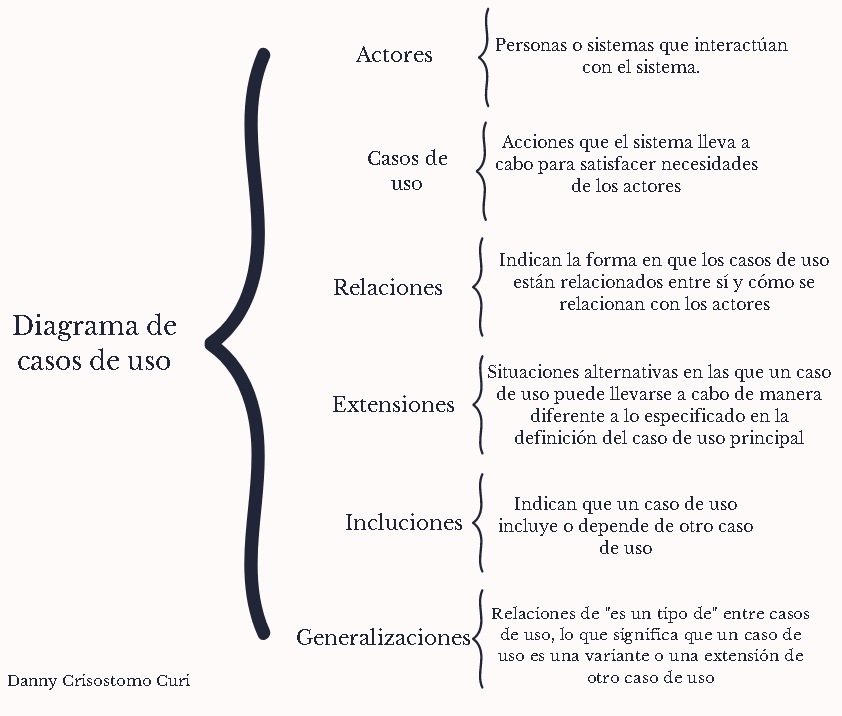 Diagrama de
casos de uso
Actores
Personas o sistemas que interactúan
con el sistema.
Casos de
uso
Acciones que el sistema lleva a
cabo para satisfacer necesidades
de los actores
Relaciones
Indican la forma en que los casos de uso
están relacionados entre sí y cómo se
relacionan con los actores
Extensiones
Situaciones alternativas en las que un caso
de uso puede llevarse a cabo de manera
diferente a lo especificado en la
definición del caso de uso principal
Incluciones
Indican que un caso de uso
incluye o depende de otro caso
de uso
Generalizaciones
Relaciones de "es un tipo de" entre casos
de uso, lo que significa que un caso de
uso es una variante o una extensión de
otro caso de uso
Danny Crisostomo Curi